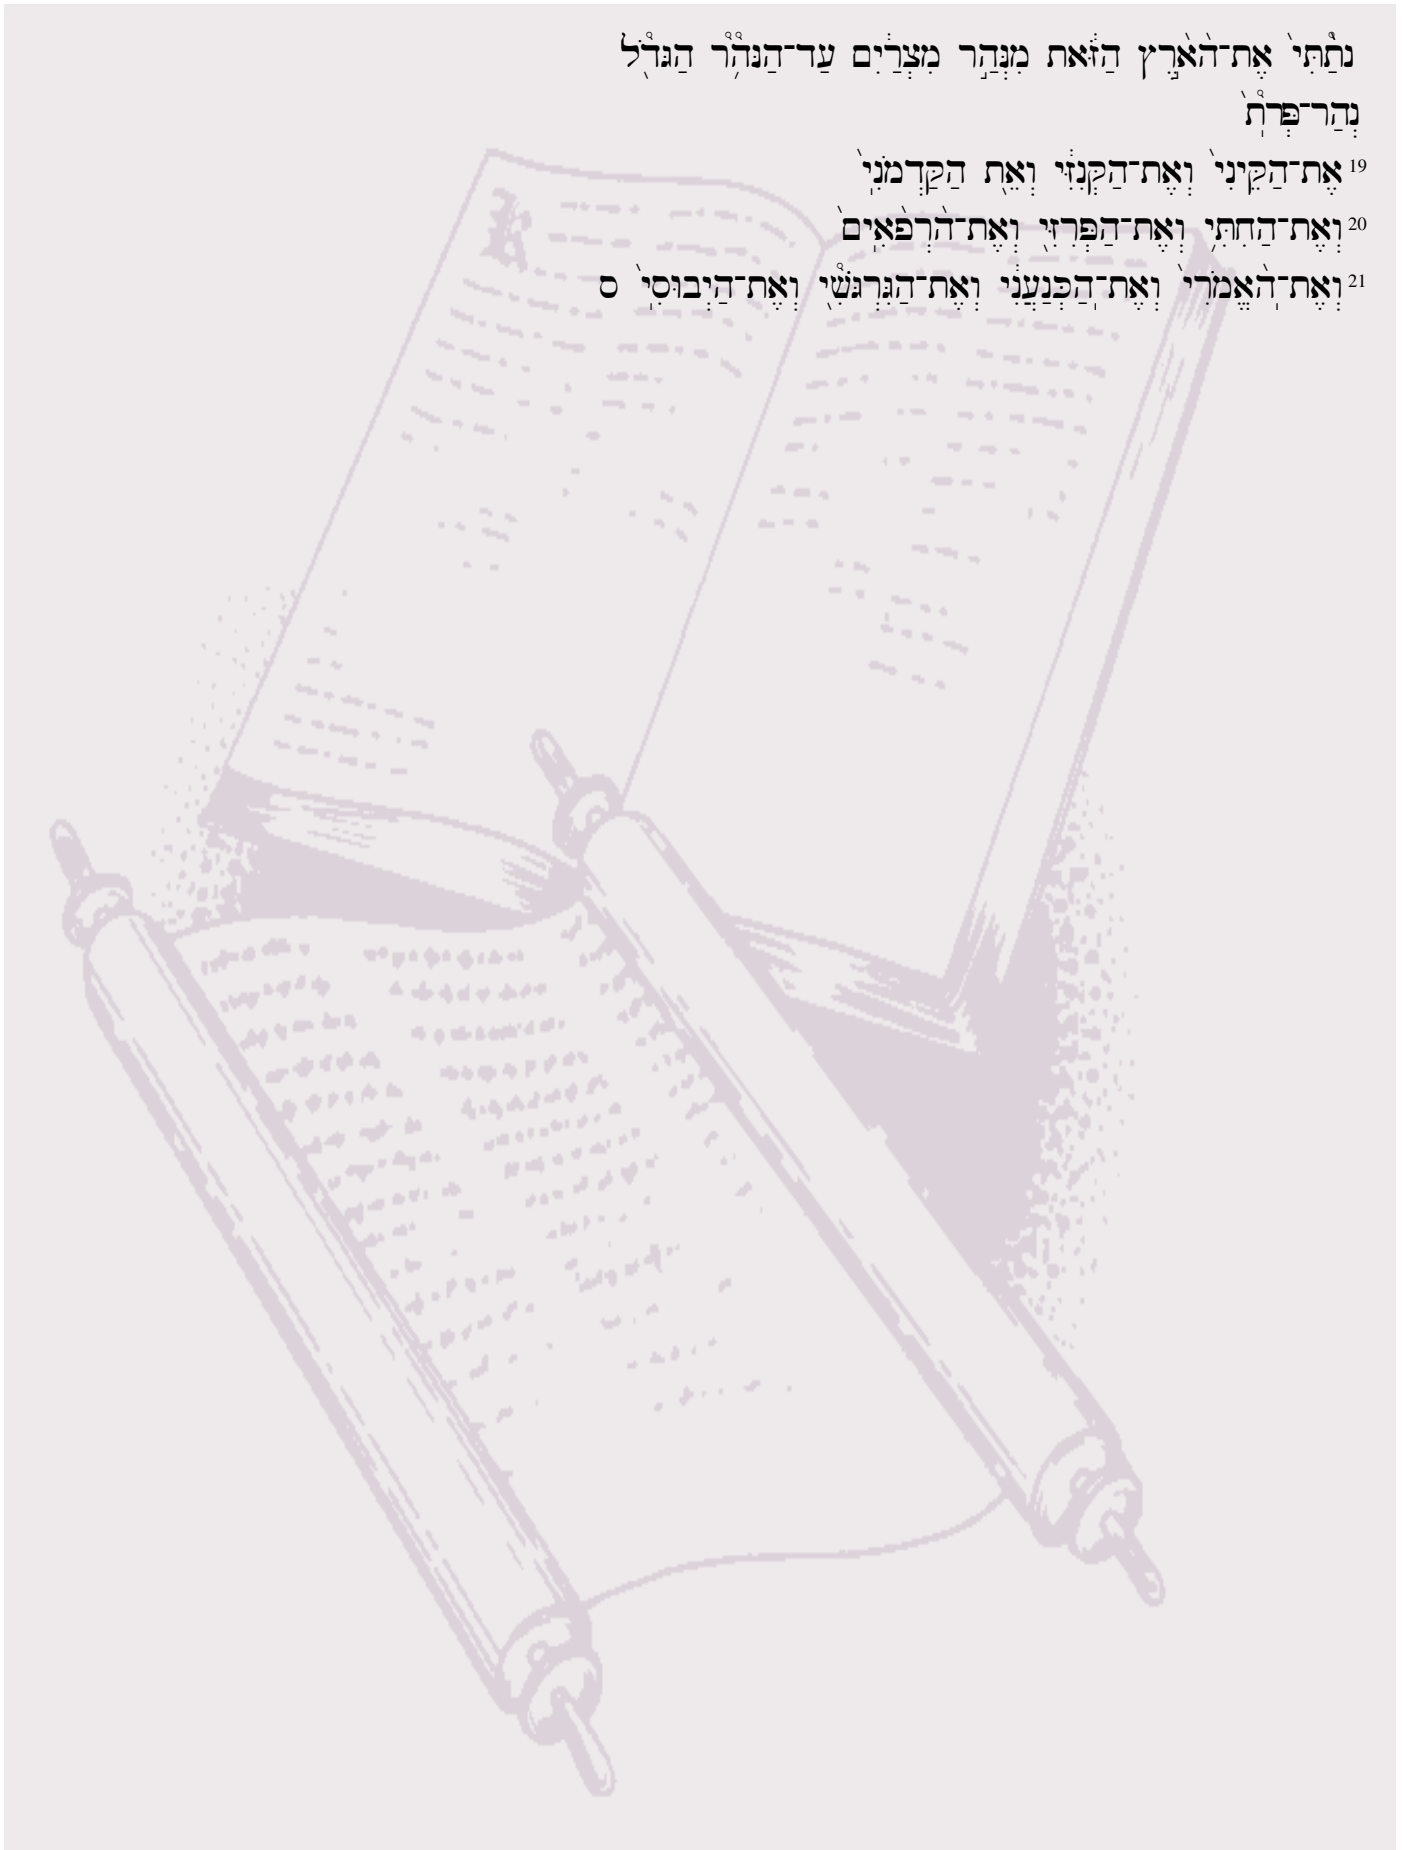 נָתַ֙תִּי֙ אֶת־הָאָ֣רֶץ הַזֹּ֔את מִנְּהַ֣ר מִצְרַ֔יִם עַד־הַנָּהָ֥ר הַגָּדֹ֖ל
נְהַר־פְּרָֽת׃
19 אֶת־הַקֵּינִי֙ וְאֶת־הַקְּנִזִּ֔י וְאֵ֖ת הַקַּדְמֹנִֽי׃
20 וְאֶת־הַחִתִּ֥י וְאֶת־הַפְּרִזִּ֖י וְאֶת־הָרְפָאִֽים׃
21 וְאֶת־הָֽאֱמֹרִי֙ וְאֶת־הַֽכְּנַעֲנִ֔י וְאֶת־הַגִּרְגָּשִׁ֖י וְאֶת־הַיְבוּסִֽי׃ ס